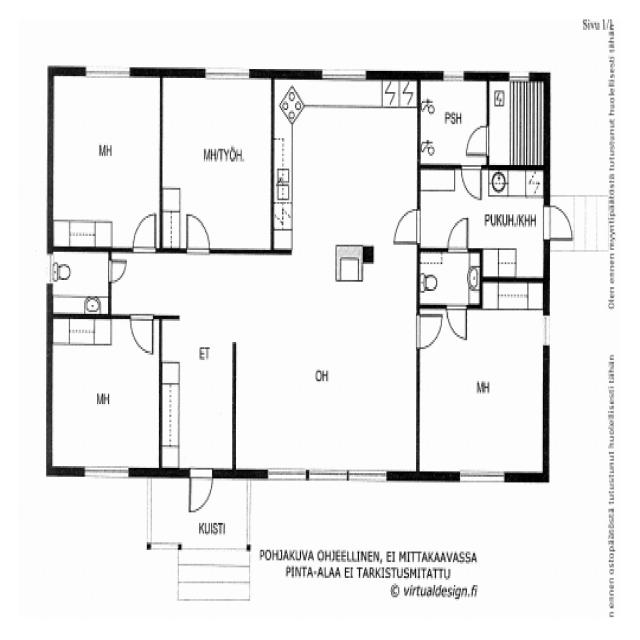 Sivu 1/1
MH
MH/TYÖH.
PSH
PUKUH./KHH
ET
OH
MH
MH
KUISTI
POHJAKUVA OHJEELLINEN, EI MITTAKAAVASSA
PINTA-ALAA EI TARKISTUSMITATTU
© virtualdesign.fi
Olen ennen myyntipäätöstä tutustunut huolellisesti tähän
n ennen ostopäätöstä tutustunut huolellisesti tähän